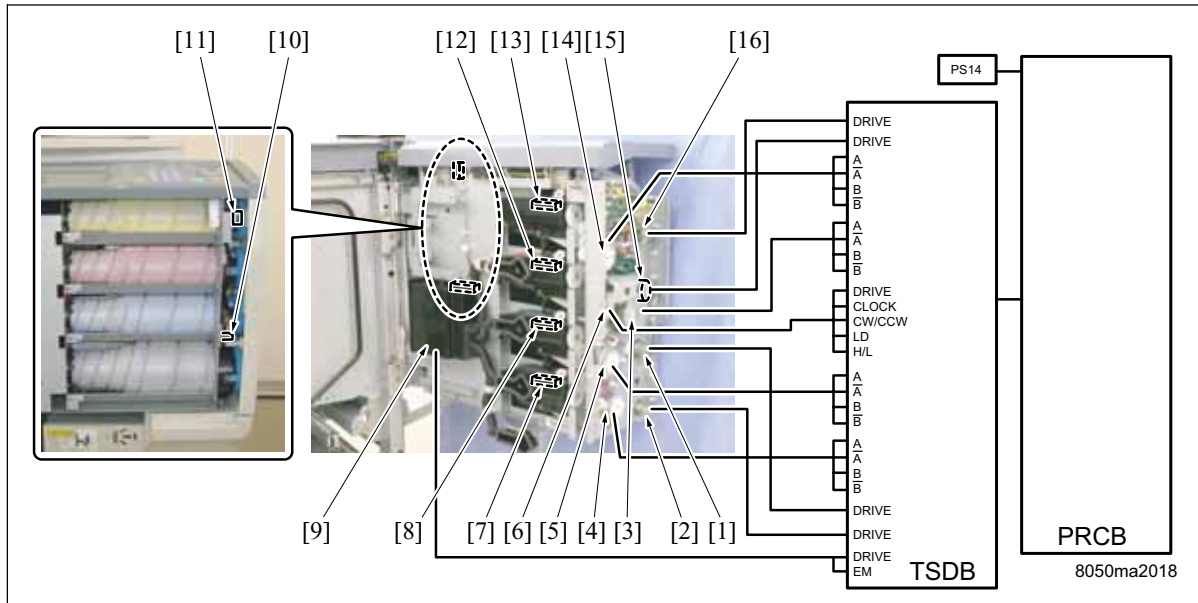 [11]
[10]
[12]
[13]
[14]
[15]
[16]
PS14
DRIVE
DRIVE
A
A̅
B
B̅
A
A̅
B
B̅
DRIVE
CLOCK
CW/CCW
LD
H/L
A
A̅
B
B̅
A
A̅
B
B̅
DRIVE
DRIVE
DRIVE
EM
TSDB
PRCB
[9]
[8]
[7]
[6]
[5]
[4]
[3]
[2]
[1]
8050ma2018